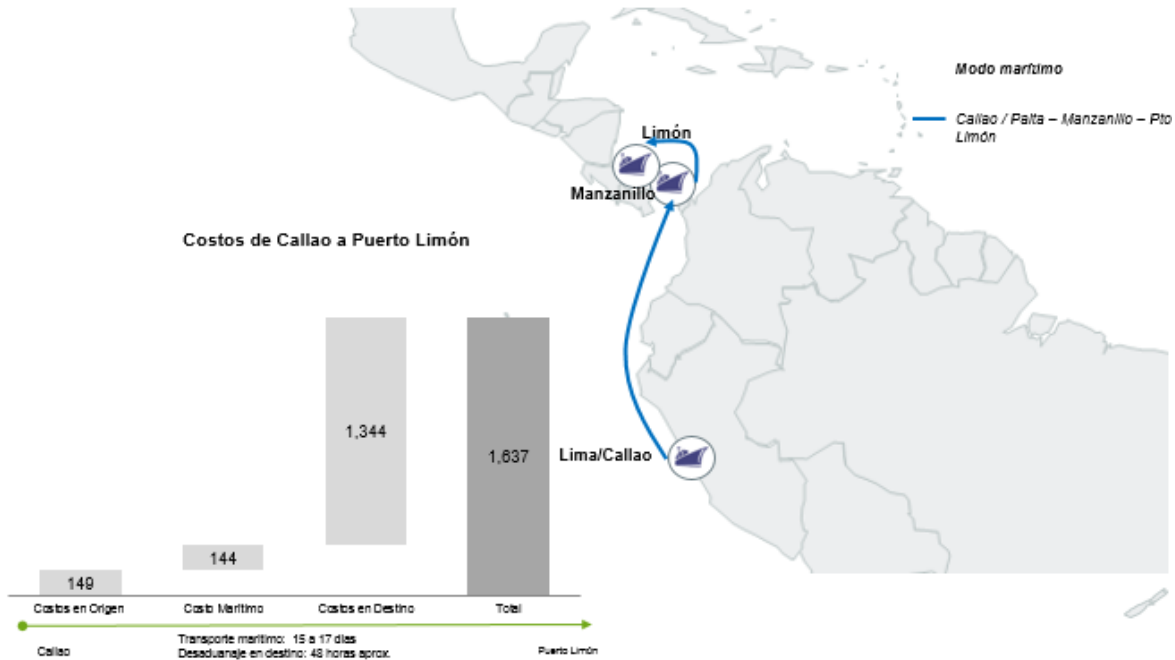 Modo marítimo
Callao / Paita – Manzanillo – Pto
Limón
Limón
Manzanillo
Lima/Callao
Costos de Callao a Puerto Limón
149
144
1,344
1,637
Costos en Origen
Costo Marítimo
Costos en Destino
Total
Transporte marítimo: 15 a 17 días
Desaduanaje en destino: 48 horas aprox.
Callao
Puerto Limón